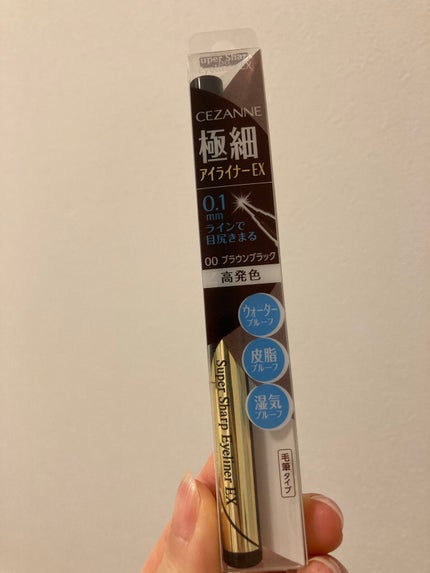 Super Sharp
Eyeliner EX
CEZANNE
極細
アイライナーEX
0.1
mm
ラインで
目尻きまる
00 ブラウンブラック
高発色
ウォーター
プルーフ
皮脂
プルーフ
湿気
プルーフ
Super Sharp Eyeliner EX
毛筆タイプ